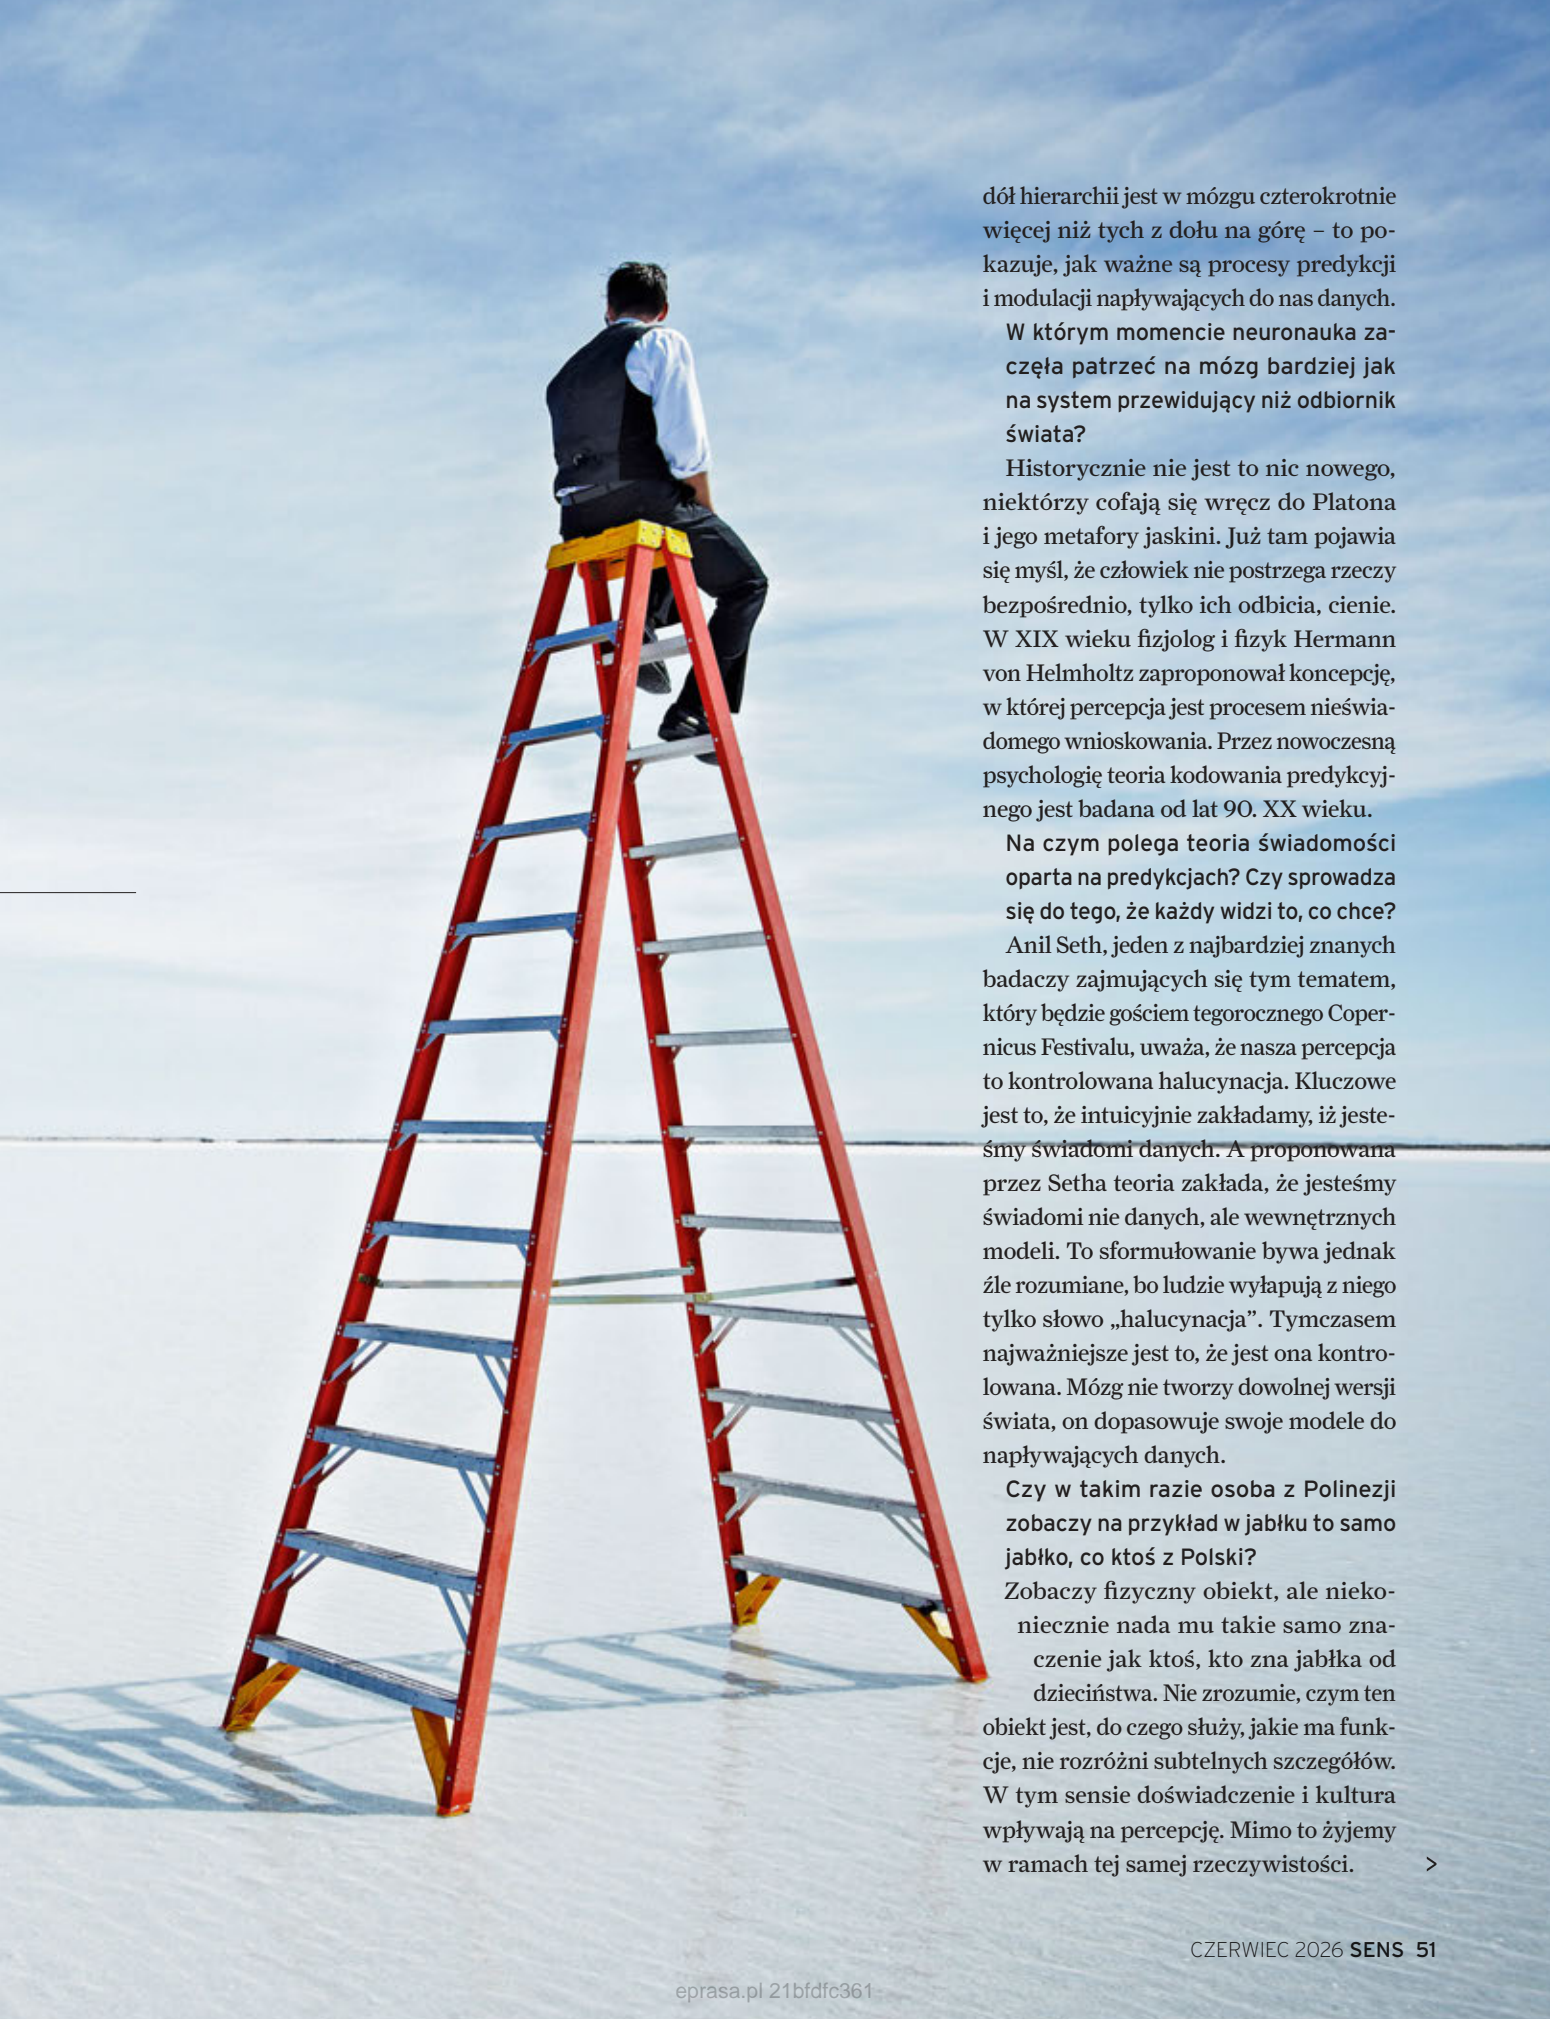 dół hierarchii jest w mózgu czterokrotnie
więcej niż tych z dołu na górę – to po-
kazuje, jak ważne są procesy predykcji
i modulacji napływających do nas danych.
W którym momencie neuronauka za-
częła patrzeć na mózg bardziej jak
na system przewidujący niż odbiornik
świata?
Historycznie nie jest to nic nowego,
niektórzy cofają się wręcz do Platona
i jego metafory jaskini. Już tam pojawia
się myśl, że człowiek nie postrzega rzeczy
bezpośrednio, tylko ich odbicia, cienie.
W XIX wieku fizjolog i fizyk Hermann
von Helmholtz zaproponował koncepcję,
w której percepcja jest procesem nieświa-
domego wnioskowania. Przez nowoczesną
psychologię teoria kodowania predykcyj-
nego jest badana od lat 90. XX wieku.
Na czym polega teoria świadomości
oparta na predykcjach? Czy sprowadza
się do tego, że każdy widzi to, co chce?
Anil Seth, jeden z najbardziej znanych
badaczy zajmujących się tym tematem,
który będzie gościem tegorocznego Coper-
nicus Festivalu, uważa, że nasza percepcja
to kontrolowana halucynacja. Kluczowe
jest to, że intuicyjnie zakładamy, iż jeste-
śmy świadomi danych. A proponowana
przez Setha teoria zakłada, że jesteśmy
świadomi nie danych, ale wewnętrznych
modeli. To sformułowanie bywa jednak
źle rozumiane, bo ludzie wyłapują z niego
tylko słowo „halucynacja”. Tymczasem
najważniejsze jest to, że jest ona kontro-
lowana. Mózg nie tworzy dowolnej wersji
świata, on dopasowuje swoje modele do
napływających danych.
Czy w takim razie osoba z Polinezji
zobaczy na przykład w jabłku to samo
jabłko, co ktoś z Polski?
Zobaczy fizyczny obiekt, ale nieko-
niecznie nada mu takie samo zna-
czenie jak ktoś, kto zna jabłka od
dzieciństwa. Nie zrozumie, czym ten
obiekt jest, do czego służy, jakie ma funk-
cje, nie rozróżni subtelnych szczegółów.
W tym sensie doświadczenie i kultura
wpływają na percepcję. Mimo to żyjemy
w ramach tej samej rzeczywistości. >
CZERWIEC 2026 SENS 51
eprasa.pl 21bfdfc361